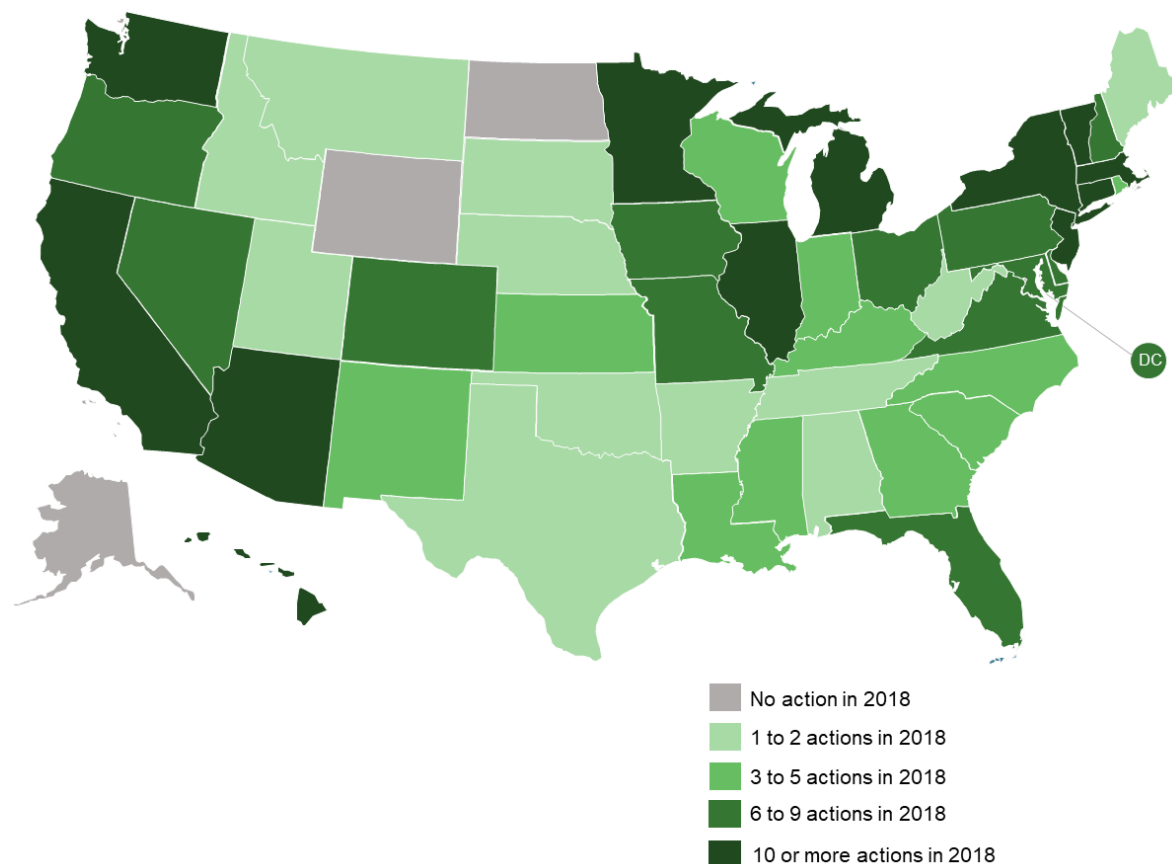 DC
No action in 2018
1 to 2 actions in 2018
3 to 5 actions in 2018
6 to 9 actions in 2018
10 or more actions in 2018